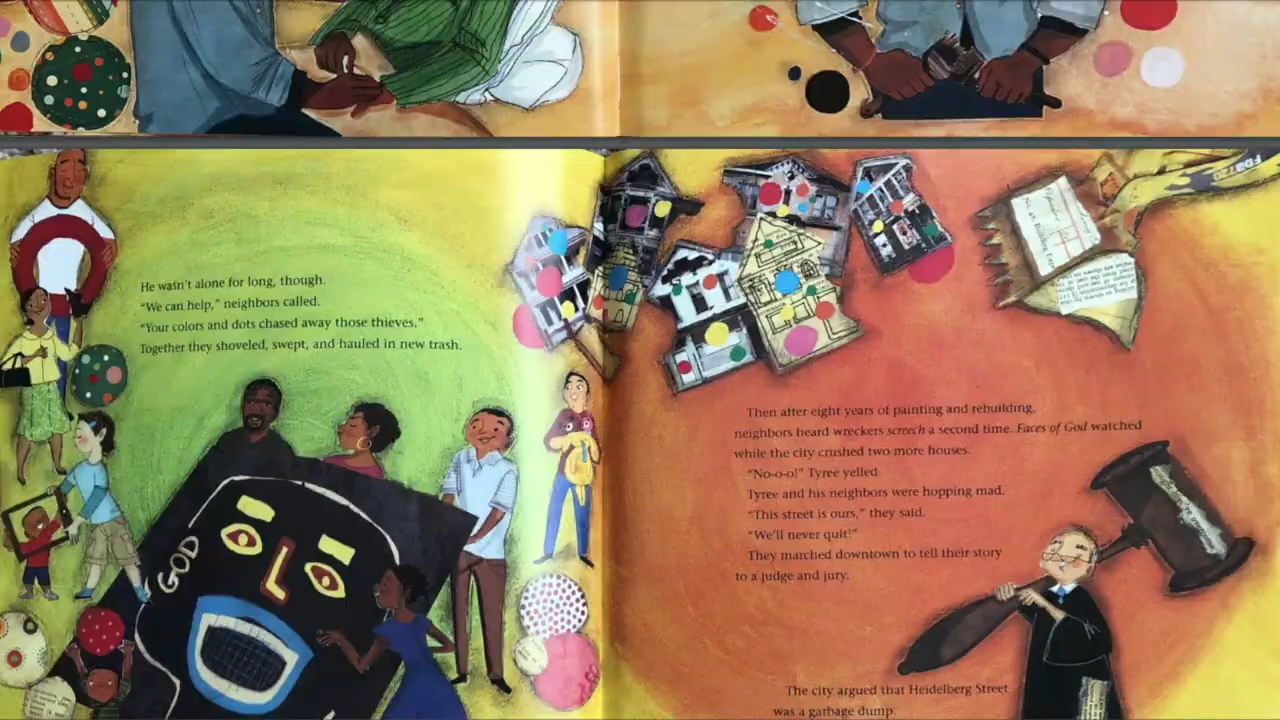 He wasn't alone for long, though.
"We can help," neighbors called.
"Your colors and dots chased away those thieves."
Together they shoveled, swept, and hauled in new trash.
GOD
Then after eight years of painting and rebuilding,
neighbors heard wreckers screech a second time. Faces of God watched
while the city crushed two more houses.
"No-o-o!" Tyree yelled.
Tyree and his neighbors were hopping mad.
"This street is ours," they said.
"We'll never quit!"
They marched downtown to tell their story
to a judge and jury.
The city argued that Heidelberg Street
was a garbage dump.